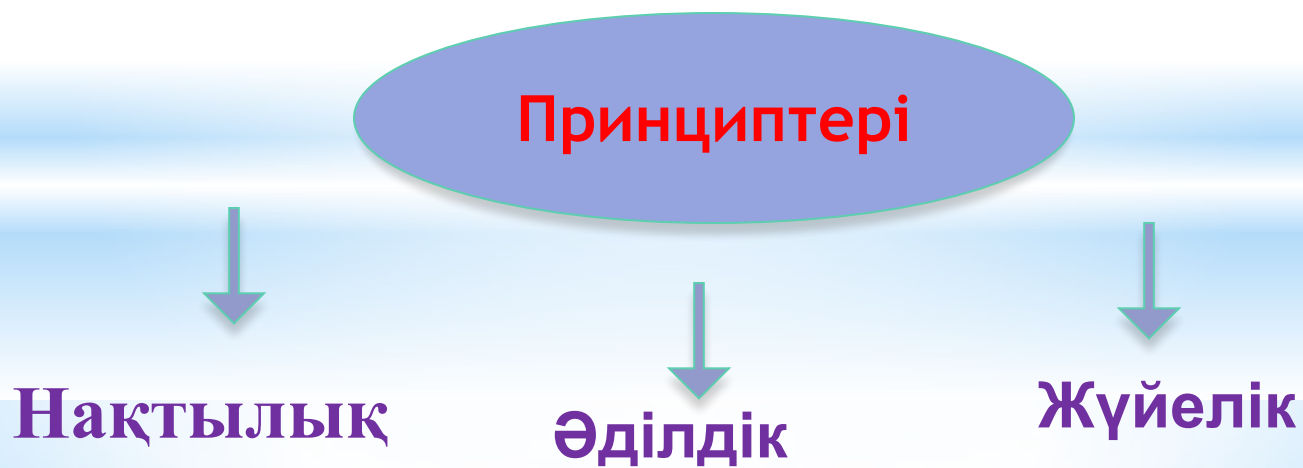 Принциптері
Нақтылық
Әділдік
Жүйелік